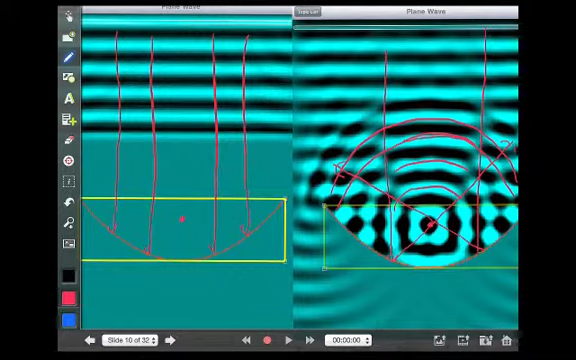 Plane Wave
Plane Wave
A
i
Slide 10 of 32
00:00:00